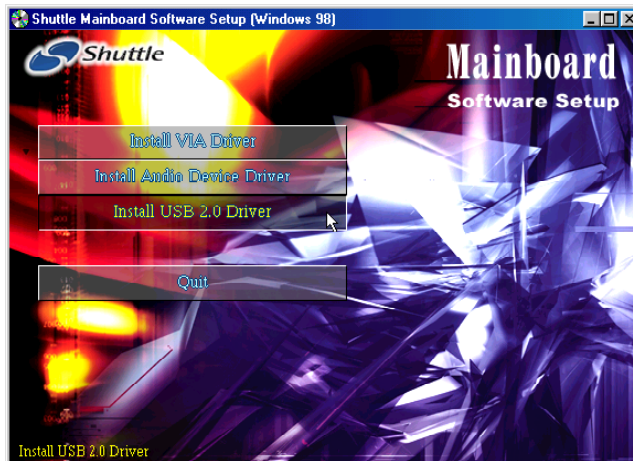 Shuttle Mainboard Software Setup (Windows 98)
Shuttle
Mainboard
Software Setup
Install VIA Driver
Install Audio Device Driver
Install USB 2.0 Driver
Quit
Install USB 2.0 Driver